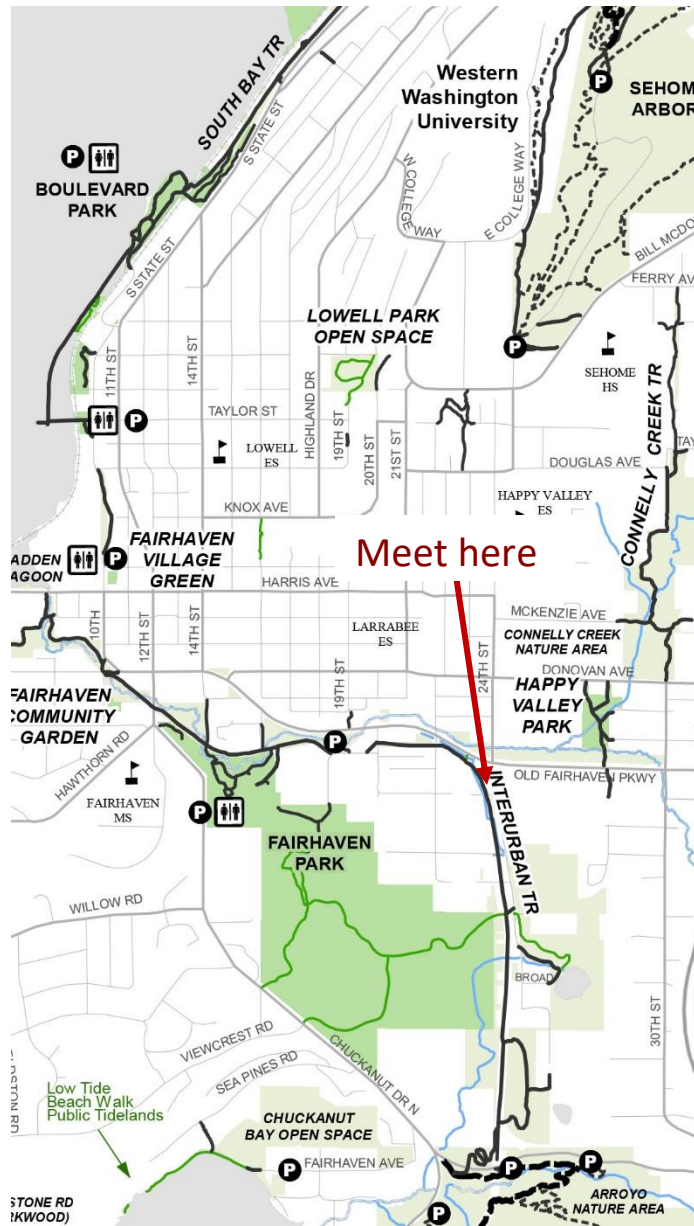 SOUTH BAY TR
S STATE ST
Western
Washington
University
P
SEHOM
ARBOR
P
BOULEVARD
PARK
W COLLEGE
WAY
E COLLEGE WAY
BILL MCDO
FERRY AV
S STATE ST
LOWELL PARK
OPEN SPACE
11TH ST
14TH ST
HIGHLAND DR
P
SEHOME
HS
CONNELLY CREEK TR
TAYLOR ST
P
19TH ST
20TH ST
21ST ST
LOWELL
ES
TAY
DOUGLAS AVE
KNOX AVE
HAPPY VALLEY
ES
FAIRHAVEN
VILLAGE
GREEN
Meet here
ADDEN
AGOON
P
HARRIS AVE
10TH
12TH ST
14TH ST
LARRABEE
ES
19TH ST
24TH ST
MCKENZIE AVE
CONNELLY CREEK
NATURE AREA
DONOVAN AVE
FAIRHAVEN
COMMUNITY
GARDEN
HAPPY
VALLEY
PARK
HAWTHORN RD
P
OLD FAIRHAVEN PKWY
FAIRHAVEN
MS
P
INTERURBAN TR
FAIRHAVEN
PARK
WILLOW RD
BROAD
30TH ST
VIEWCREST RD
CHUCKANUT DR N
SEA PINES RD
Low Tide
Beach Walk
Public Tidelands
CHUCKANUT
BAY OPEN SPACE
P
FAIRHAVEN AVE
P
P
ARROYO
NATURE AREA
STONE RD
RKWOOD)
P